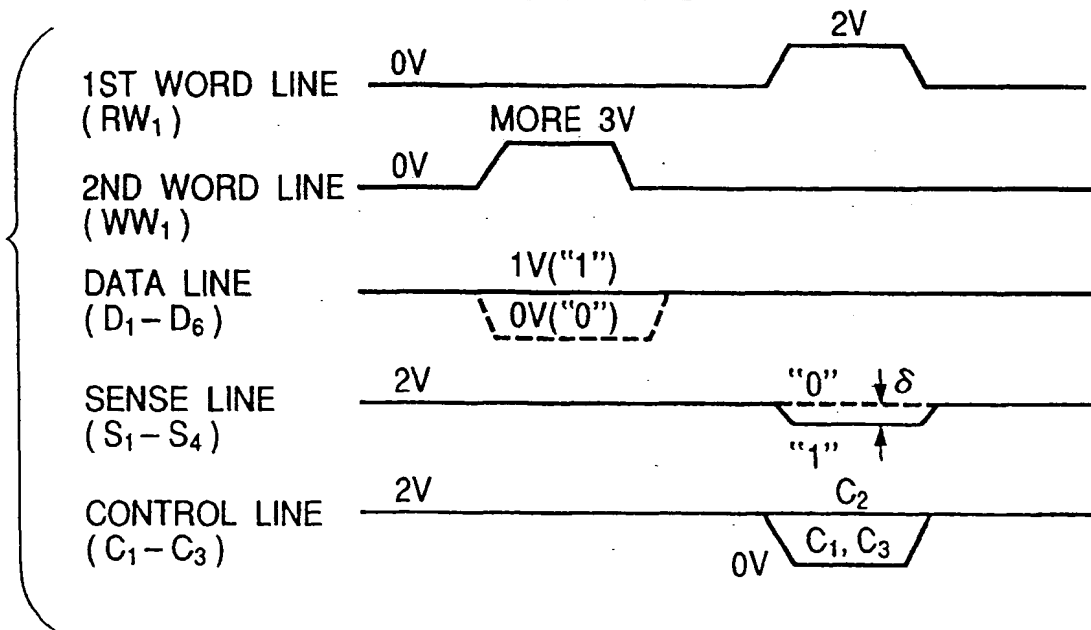 2V
1ST WORD LINE 0V
(RW₁)
MORE 3V
2ND WORD LINE 0V
(WW₁)
DATA LINE 1V("1")
(D₁–D₆) 0V("0")
SENSE LINE 2V "0" δ
(S₁–S₄) "1"
CONTROL LINE 2V C₂
(C₁–C₃) 0V C₁, C₃